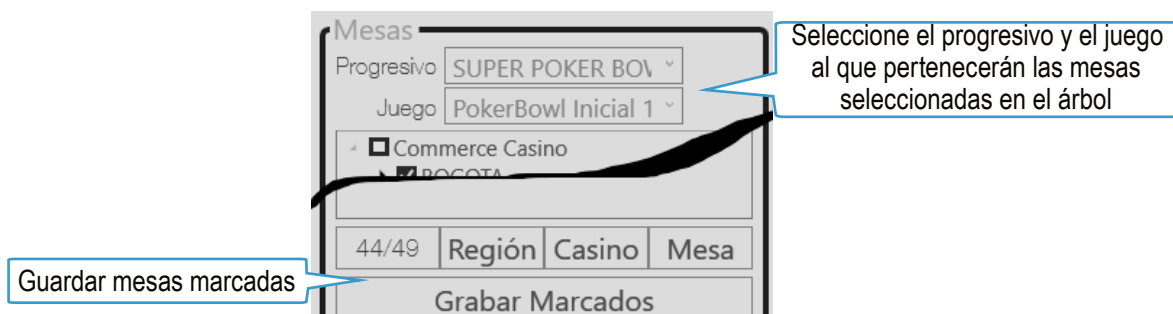 Mesas
Seleccione el progresivo y el juego
al que pertenecerán las mesas
seleccionadas en el árbol
Progresivo SUPER POKER BO
Juego PokerBowl Inicial 1
Commerce Casino
BOGOTA
44/49 Región Casino Mesa
Guardar mesas marcadas
Grabar Marcados